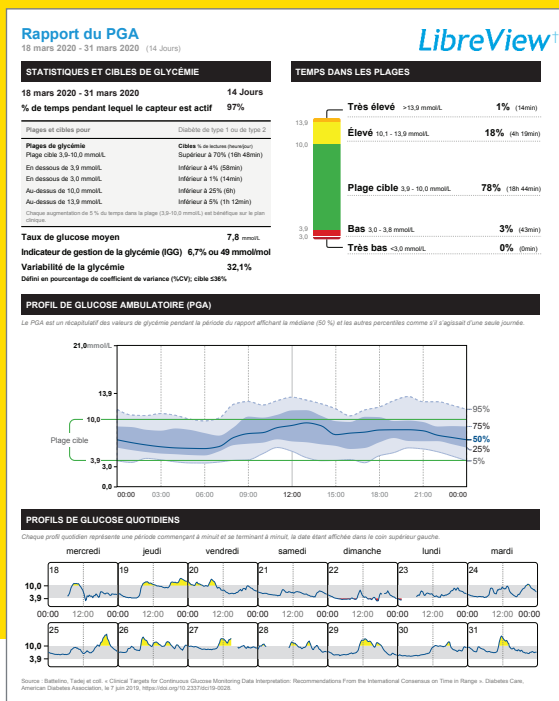 Rapport du PGA
18 mars 2020 - 31 mars 2020 (14 Jours)
LibreView
STATISTIQUES ET CIBLES DE GLYCÉMIE
18 mars 2020 - 31 mars 2020 14 Jours
% de temps pendant lequel le capteur est actif 97%
Plages et cibles pour Diabète de type 1 ou de type 2
Plages de glycémie Cibles % de lectures (heure/jour)
Plage cible 3,9-10,0 mmol/L Supérieur à 70% (16h 48min)
En dessous de 3,9 mmol/L Inférieur à 4% (58min)
En dessous de 3,0 mmol/L Inférieur à 1% (14min)
Au-dessus de 10,0 mmol/L Inférieur à 25% (6h)
Au-dessus de 13,9 mmol/L Inférieur à 5% (1h 12min)
Chaque augmentation de 5 % du temps dans la plage (3,9-10,0 mmol/L) est bénéfique sur le plan
clinique.
Taux de glucose moyen 7,8 mmol/L
Indicateur de gestion de la glycémie (IGG) 6,7% ou 49 mmol/mol
Variabilité de la glycémie 32,1%
Défini en pourcentage de coefficient de variance (%CV); cible ≤36%
TEMPS DANS LES PLAGES
Très élevé >13,9 mmol/L 1% (14min)
13,9
Élevé 10,1 - 13,9 mmol/L 18% (4h 19min)
10,0
Plage cible 3,9 - 10,0 mmol/L 78% (18h 44min)
3,9
Bas 3,0 - 3,8 mmol/L 3% (43min)
3,0
Très bas <3,0 mmol/L 0% (0min)
PROFIL DE GLUCOSE AMBULATOIRE (PGA)
Le PGA est un récapitulatif des valeurs de glycémie pendant la période du rapport affichant la médiane (50 %) et les autres percentiles comme s'il s'agissait d'une seule journée.
21,0mmol/L
13,9
10,0
Plage cible
3,9
3,0
0,0
95%
75%
50%
25%
5%
00:00 03:00 06:00 09:00 12:00 15:00 18:00 21:00 00:00
PROFILS DE GLUCOSE QUOTIDIENS
Chaque profil quotidien représente une période commençant à minuit et se terminant à minuit, la date étant affichée dans le coin supérieur gauche.
mercredi jeudi vendredi samedi dimanche lundi mardi
18 19 20 21 22 23 24
10,0
3,9
00:00 12:00 00:00 12:00 00:00 12:00 00:00 12:00 00:00 12:00 00:00 12:00 00:00 12:00 00:00
25 26 27 28 29 30 31
10,0
3,9
Source : Battelino, Tadej et coll. « Clinical Targets for Continuous Glucose Monitoring Data Interpretation: Recommendations From the International Consensus on Time in Range ». Diabetes Care,
American Diabetes Association, le 7 juin 2019, https://doi.org/10.2337/dci19-0028.